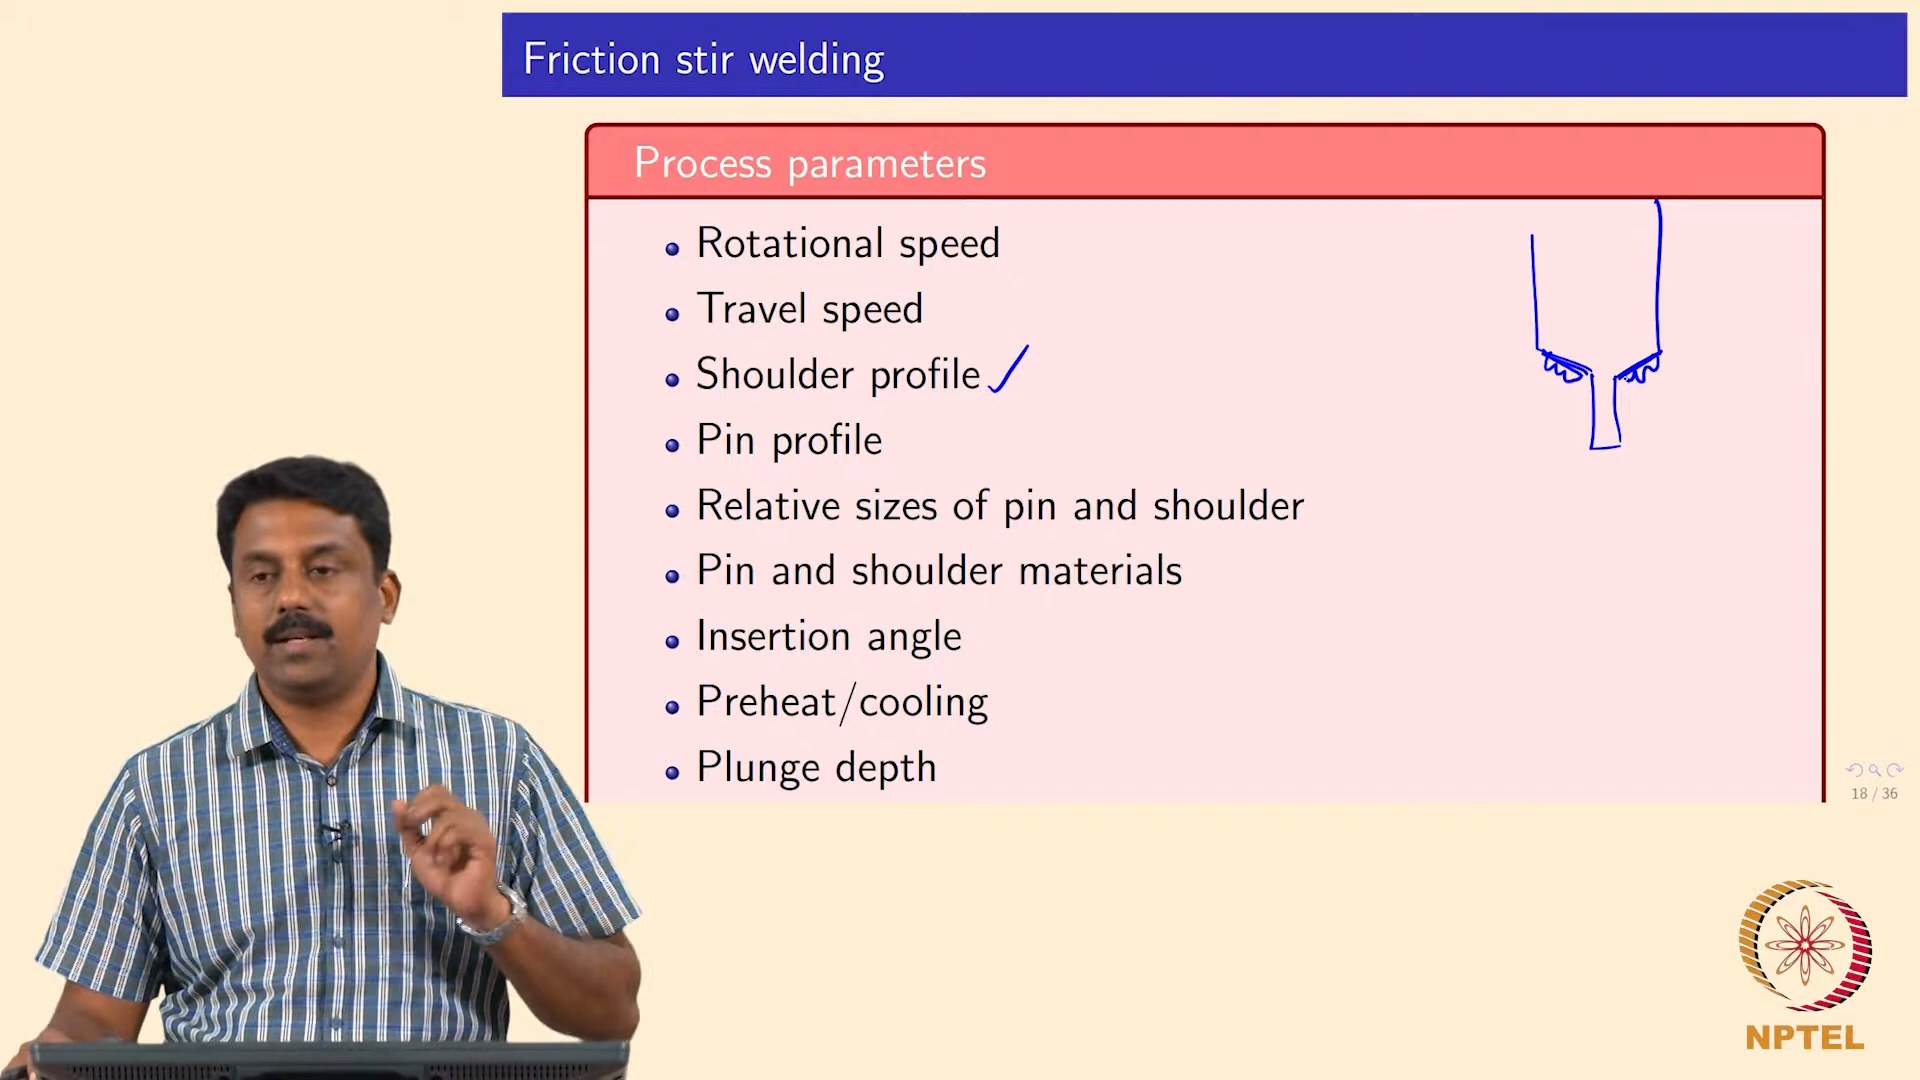 Friction stir welding
Process parameters
Rotational speed
Travel speed
Shoulder profile
Pin profile
Relative sizes of pin and shoulder
Pin and shoulder materials
Insertion angle
Preheat/cooling
Plunge depth
18 / 36
NPTEL